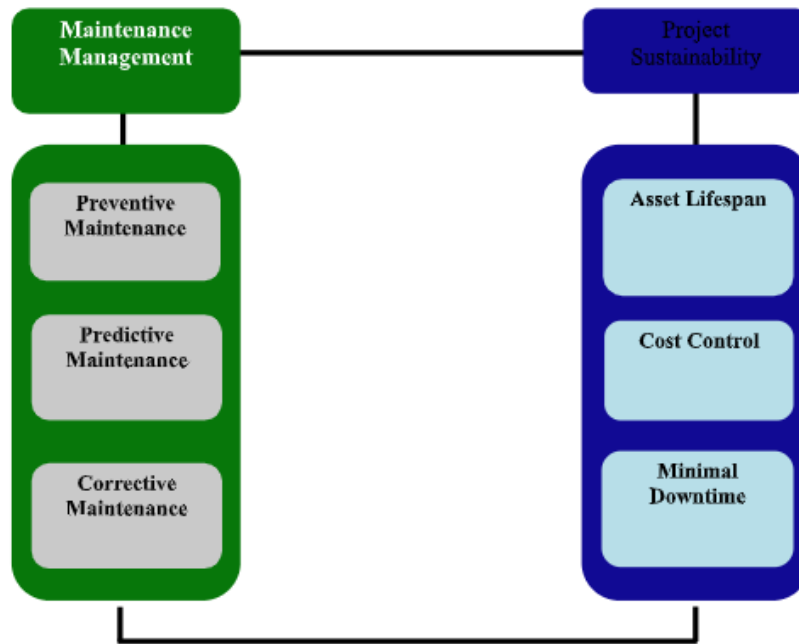 Maintenance
Management
Project
Sustainability
Preventive
Maintenance
Predictive
Maintenance
Corrective
Maintenance
Asset Lifespan
Cost Control
Minimal
Downtime